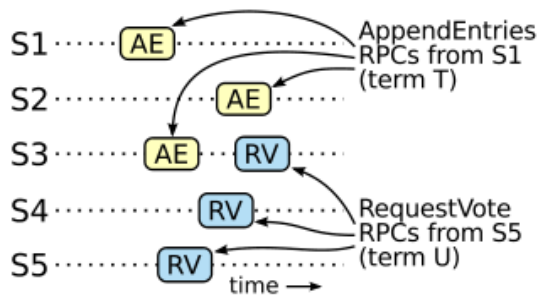 AppendEntries
RPCs from S1
(term T)
S1 AE
S2 AE
S3 AE RV
S4 RV
S5 RV
RequestVote
RPCs from S5
(term U)
time